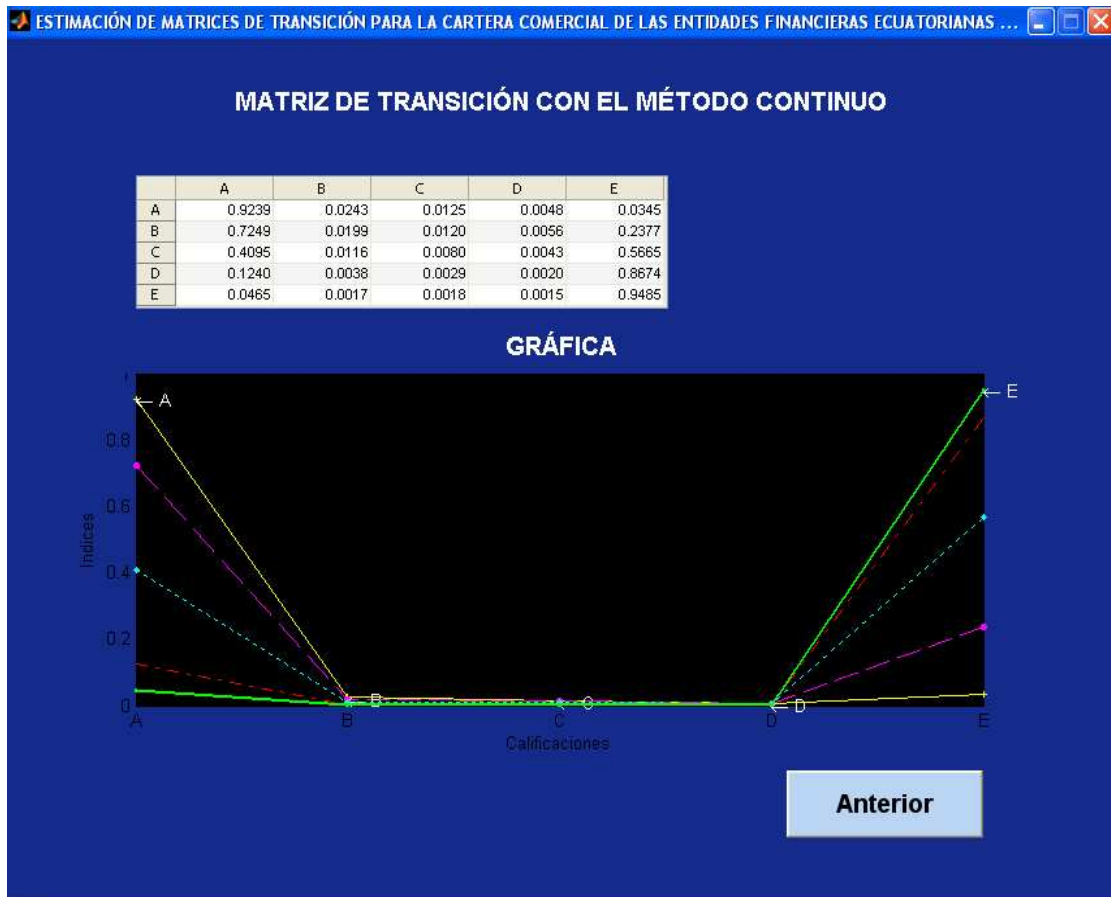 ESTIMACIÓN DE MATRICES DE TRANSICIÓN PARA LA CARTERA COMERCIAL DE LAS ENTIDADES FINANCIERAS ECUATORIANAS ...
MATRIZ DE TRANSICIÓN CON EL MÉTODO CONTINUO
A B C D E
A 0.9239 0.0243 0.0125 0.0048 0.0345
B 0.7249 0.0199 0.0120 0.0056 0.2377
C 0.4095 0.0116 0.0080 0.0043 0.5665
D 0.1240 0.0038 0.0029 0.0020 0.8674
E 0.0465 0.0017 0.0018 0.0015 0.9485
GRÁFICA
1
← A
← E
0.8
0.6
Indices
0.4
0.2
0
← B
← C
← D
A B C D E
Calificaciones
Anterior